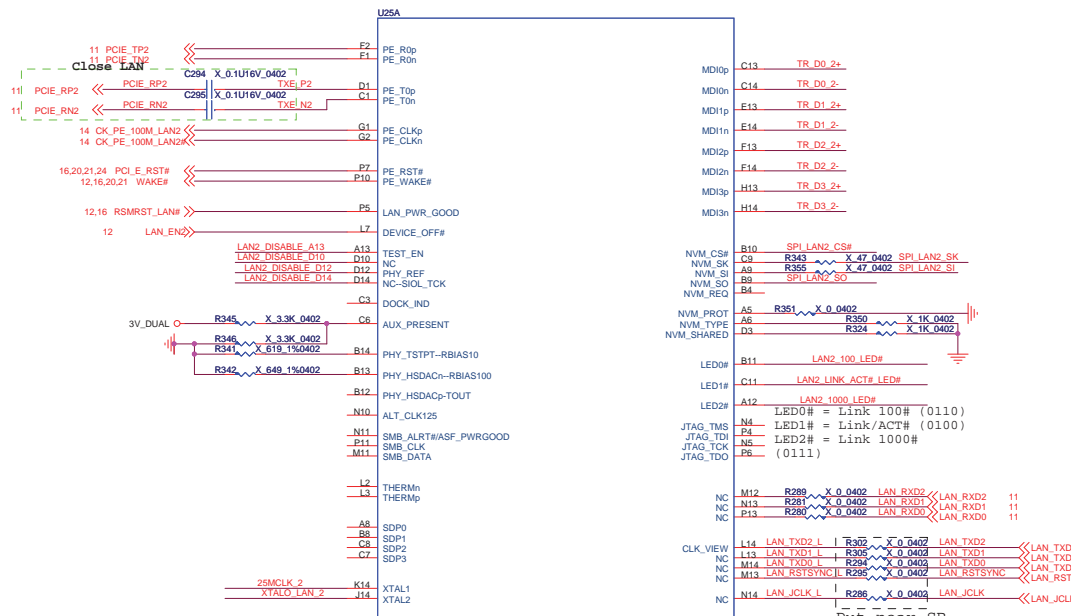 U25A
11 PCIE_TP2 F2 PE_R0p
11 PCIE_TN2 F1 PE_R0n
Close LAN
C294 X_0.1U16V_0402
11 PCIE_RP2 PCIE_RP2 TXE_P2 D1 PE_T0p
C295 X_0.1U16V_0402
11 PCIE_RN2 PCIE_RN2 TXE_N2 C1 PE_T0n
14 CK_PE_100M_LAN2 G1 PE_CLKp
14 CK_PE_100M_LAN2# G2 PE_CLKn
16,20,21,24 PCI_E_RST# P7 PE_RST#
12,16,20,21 WAKE# P10 PE_WAKE#
12,16 RSMRST_LAN# P5 LAN_PWR_GOOD
12 LAN_EN2 L7 DEVICE_OFF#
LAN2_DISABLE_A13 A13 TEST_EN
LAN2_DISABLE_D10 D10 NC
LAN2_DISABLE_D12 D12 PHY_REF
LAN2_DISABLE_D14 D14 NC--SIOL_TCK
C3 DOCK_IND
3V_DUAL R345 X_3.3K_0402 C6 AUX_PRESENT
R346 X_3.3K_0402
R341 X_619_1%0402 B14 PHY_TSTPT--RBIAS10
R342 X_649_1%0402 B13 PHY_HSDACn--RBIAS100
B12 PHY_HSDACp-TOUT
N10 ALT_CLK125
N11 SMB_ALRT#/ASF_PWRGOOD
P11 SMB_CLK
M11 SMB_DATA
L2 THERMn
L3 THERMp
A8 SDP0
B8 SDP1
C8 SDP2
C7 SDP3
25MCLK_2 K14 XTAL1
XTALO_LAN_2 J14 XTAL2
MDI0p C13 TR_D0_2+
MDI0n C14 TR_D0_2-
MDI1p E13 TR_D1_2+
MDI1n E14 TR_D1_2-
MDI2p F13 TR_D2_2+
MDI2n F14 TR_D2_2-
MDI3p H13 TR_D3_2+
MDI3n H14 TR_D3_2-
NVM_CS# B10 SPI_LAN2_CS#
NVM_SK C9 R343 X_47_0402 SPI_LAN2_SK
NVM_SI A9 R355 X_47_0402 SPI_LAN2_SI
NVM_SO B9 SPI_LAN2_SO
NVM_REQ B4
NVM_PROT A5 R351 X_0_0402
NVM_TYPE A6 R350 X_1K_0402
NVM_SHARED D3 R324 X_1K_0402
LED0# B11 LAN2_100_LED#
LED1# C11 LAN2_LINK_ACT#_LED#
LED2# A12 LAN2_1000_LED#
LED0# = Link 100# (0110)
LED1# = Link/ACT# (0100)
LED2# = Link 1000#
(0111)
JTAG_TMS N4
JTAG_TDI P4
JTAG_TCK N5
JTAG_TDO P6
NC M12 R289 X_0_0402 LAN_RXD2 LAN_RXD2 11
NC N13 R281 X_0_0402 LAN_RXD1 LAN_RXD1 11
NC P13 R280 X_0_0402 LAN_RXD0 LAN_RXD0 11
CLK_VIEW L14 LAN_TXD2_L R302 X_0_0402 LAN_TXD2 LAN_TXD
NC L13 LAN_TXD1_L R305 X_0_0402 LAN_TXD1 LAN_TXD
NC M14 LAN_TXD0_L R294 X_0_0402 LAN_TXD0 LAN_TXD
NC M13 LAN_RSTSYNC_L R295 X_0_0402 LAN_RSTSYNC LAN_RST
NC N14 LAN_JCLK_L R286 X_0_0402 LAN_JCLK LAN_JCL